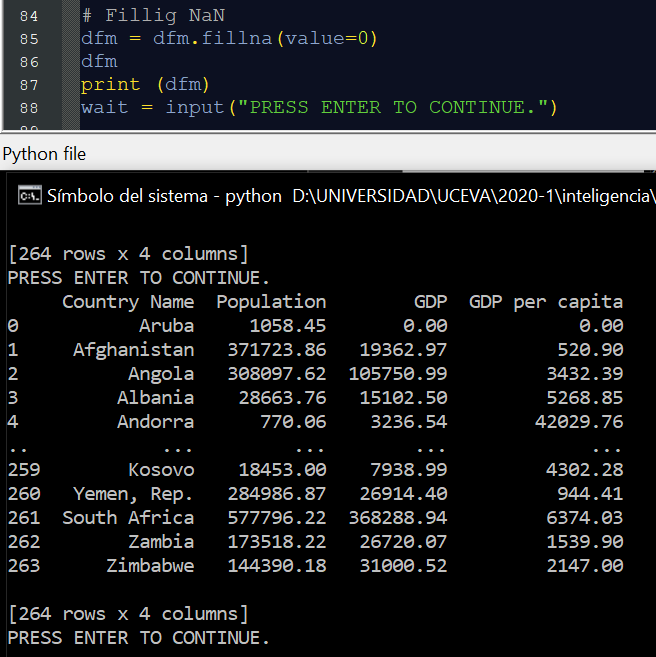 84 # Fillig NaN
85 dfm = dfm.fillna(value=0)
86 dfm
87 print (dfm)
88 wait = input("PRESS ENTER TO CONTINUE.")
Python file
Símbolo del sistema - python D:\UNIVERSIDAD\UCEVA\2020-1\inteligencia\
[264 rows x 4 columns]
PRESS ENTER TO CONTINUE.
Country Name Population GDP GDP per capita
0 Aruba 1058.45 0.00 0.00
1 Afghanistan 371723.86 19362.97 520.90
2 Angola 308097.62 105750.99 3432.39
3 Albania 28663.76 15102.50 5268.85
4 Andorra 770.06 3236.54 42029.76
.. ... ... ... ...
259 Kosovo 18453.00 7938.99 4302.28
260 Yemen, Rep. 284986.87 26914.40 944.41
261 South Africa 577796.22 368288.94 6374.03
262 Zambia 173518.22 26720.07 1539.90
263 Zimbabwe 144390.18 31000.52 2147.00
[264 rows x 4 columns]
PRESS ENTER TO CONTINUE.